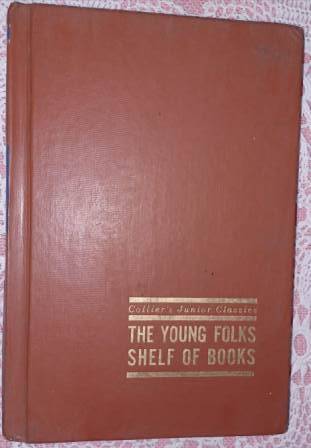 Collier's Junior Classics
THE YOUNG FOLKS
SHELF OF BOOKS